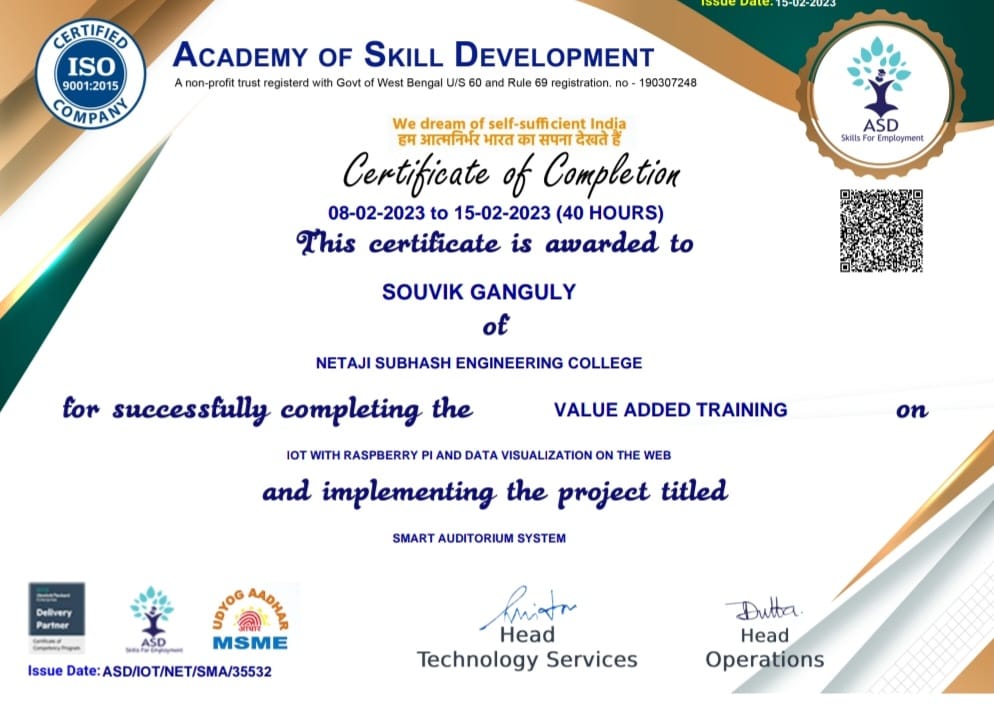 Issue Date: 15-02-2023
CERTIFIED
ISO
9001:2015
COMPANY
ACADEMY OF SKILL DEVELOPMENT
A non-profit trust registerd with Govt of West Bengal U/S 60 and Rule 69 registration. no - 190307248
ASD
Skills For Employment
We dream of self-sufficient India
हम आत्मनिर्भर भारत का सपना देखते हैं
Certificate of Completion
08-02-2023 to 15-02-2023 (40 HOURS)
This certificate is awarded to
SOUVIK GANGULY
of
NETAJI SUBHASH ENGINEERING COLLEGE
for successfully completing the VALUE ADDED TRAINING on
IOT WITH RASPBERRY PI AND DATA VISUALIZATION ON THE WEB
and implementing the project titled
SMART AUDITORIUM SYSTEM
Delivery
Partner
ASD
Skills For Employment
UDYOG AADHAR
आधार
MSME
Dutta.
Head
Technology Services
Head
Operations
Issue Date: ASD/IOT/NET/SMA/35532